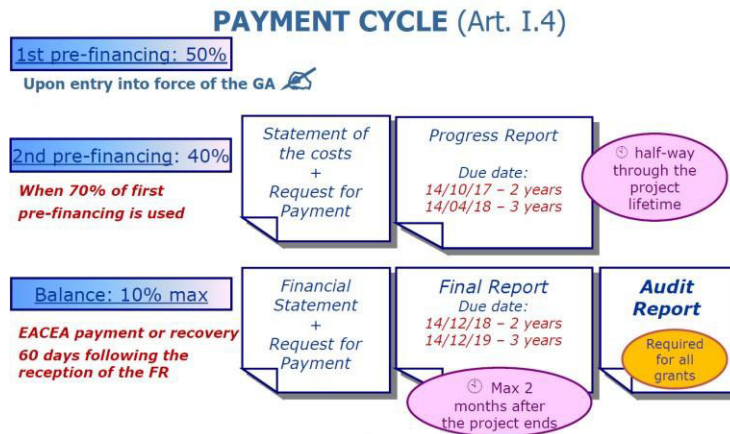 PAYMENT CYCLE (Art. I.4)
1st pre-financing: 50%
Upon entry into force of the GA
2nd pre-financing: 40%
When 70% of first
pre-financing is used
Statement of
the costs
+
Request for
Payment
Progress Report
Due date:
14/10/17 – 2 years
14/04/18 – 3 years
half-way
through the
project
lifetime
Balance: 10% max
EACEA payment or recovery
60 days following the
reception of the FR
Financial
Statement
+
Request for
Payment
Final Report
Due date:
14/12/18 – 2 years
14/12/19 – 3 years
Max 2
months after
the project ends
Audit
Report
Required
for all
grants